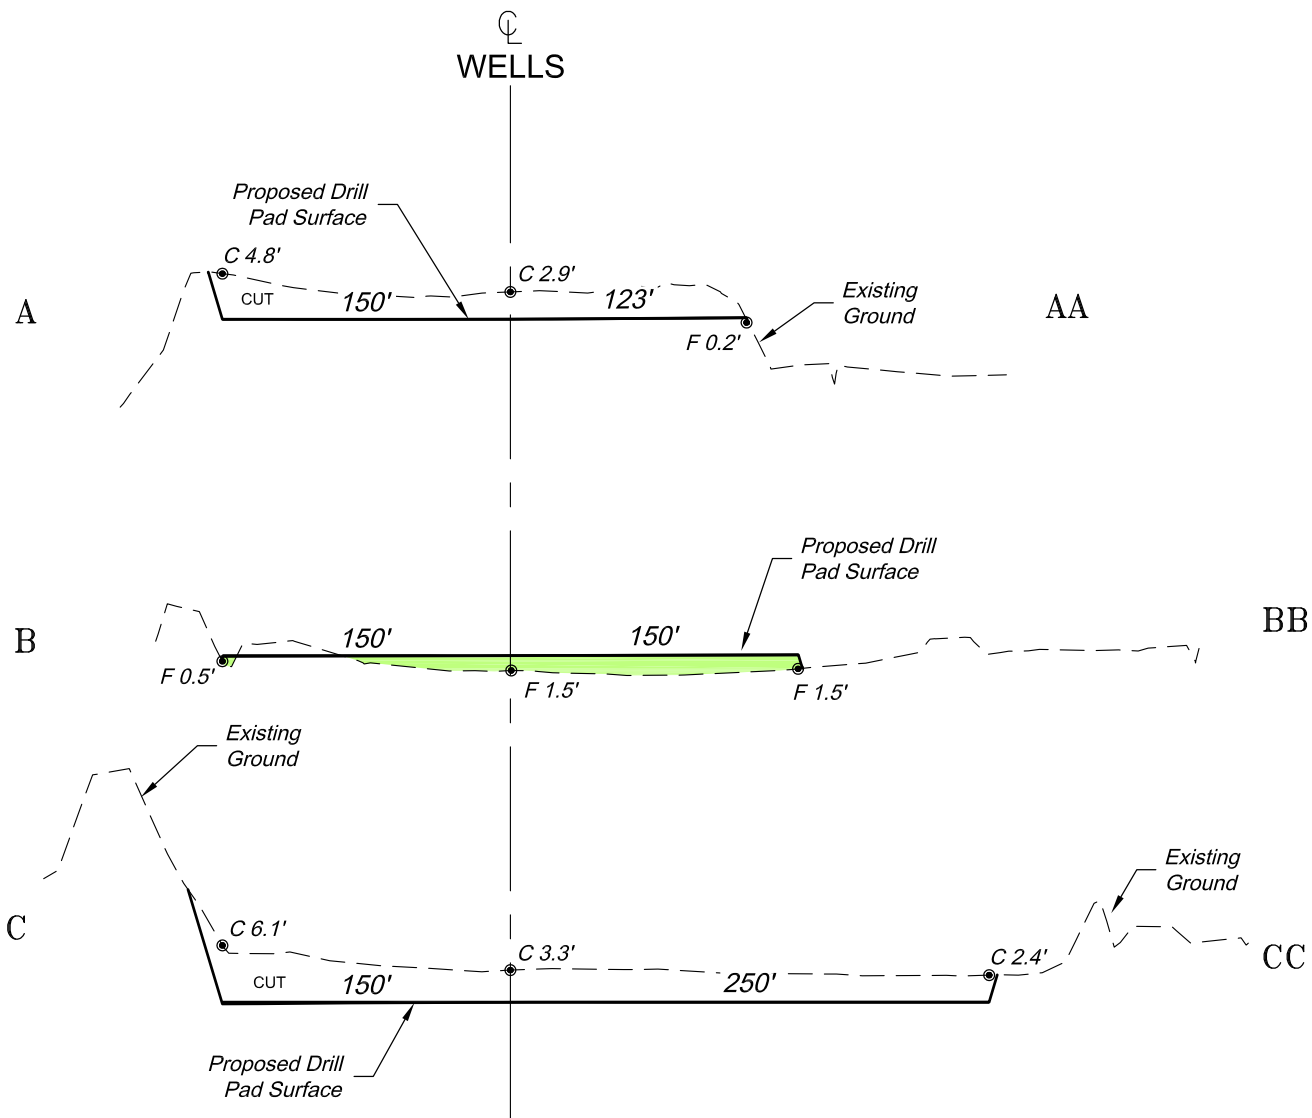 ℄
WELLS
Proposed Drill
Pad Surface
C 4.8'
C 2.9'
CUT
150'
123'
Existing
Ground
A
AA
F 0.2'
Proposed Drill
Pad Surface
B
150'
150'
BB
F 0.5'
F 1.5'
F 1.5'
Existing
Ground
Existing
Ground
C
C 6.1'
C 3.3'
C 2.4'
CC
CUT
150'
250'
Proposed Drill
Pad Surface